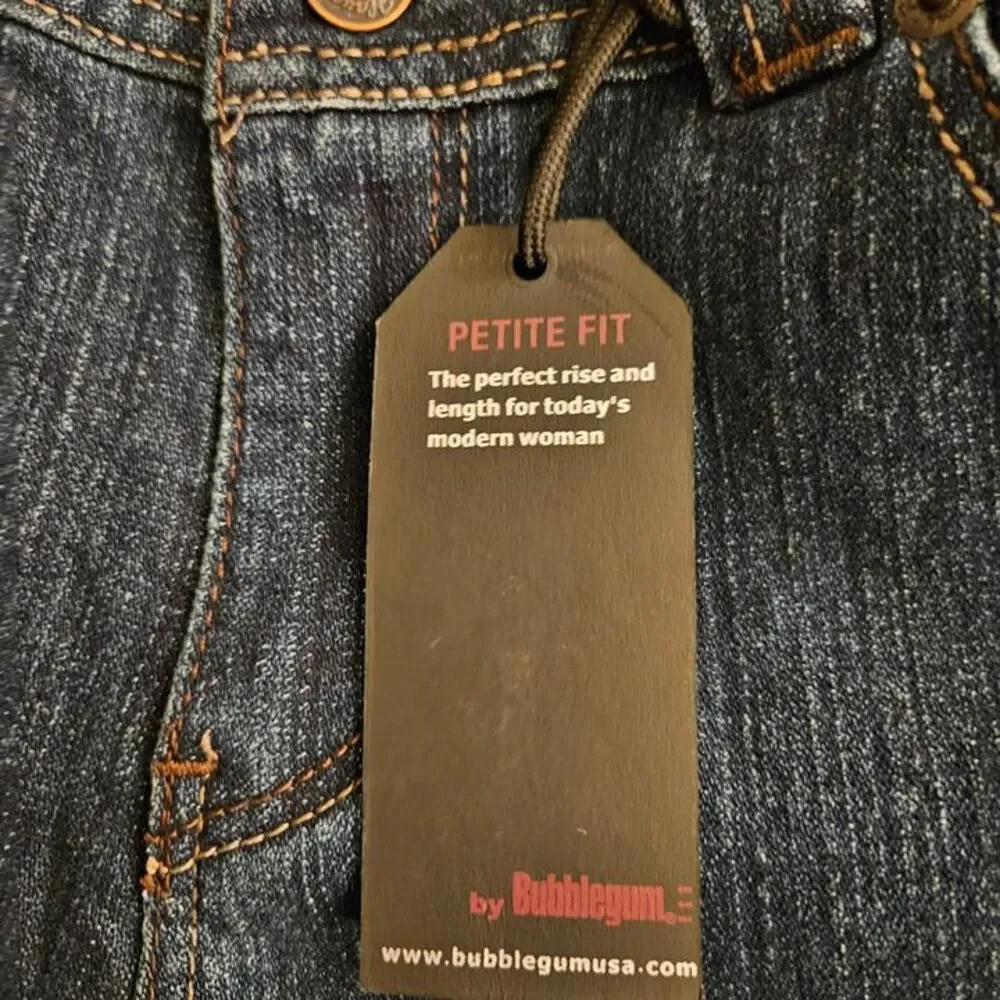 PETITE FIT
The perfect rise and
length for today's
modern woman
by Bubblegum®
www.bubblegumusa.com